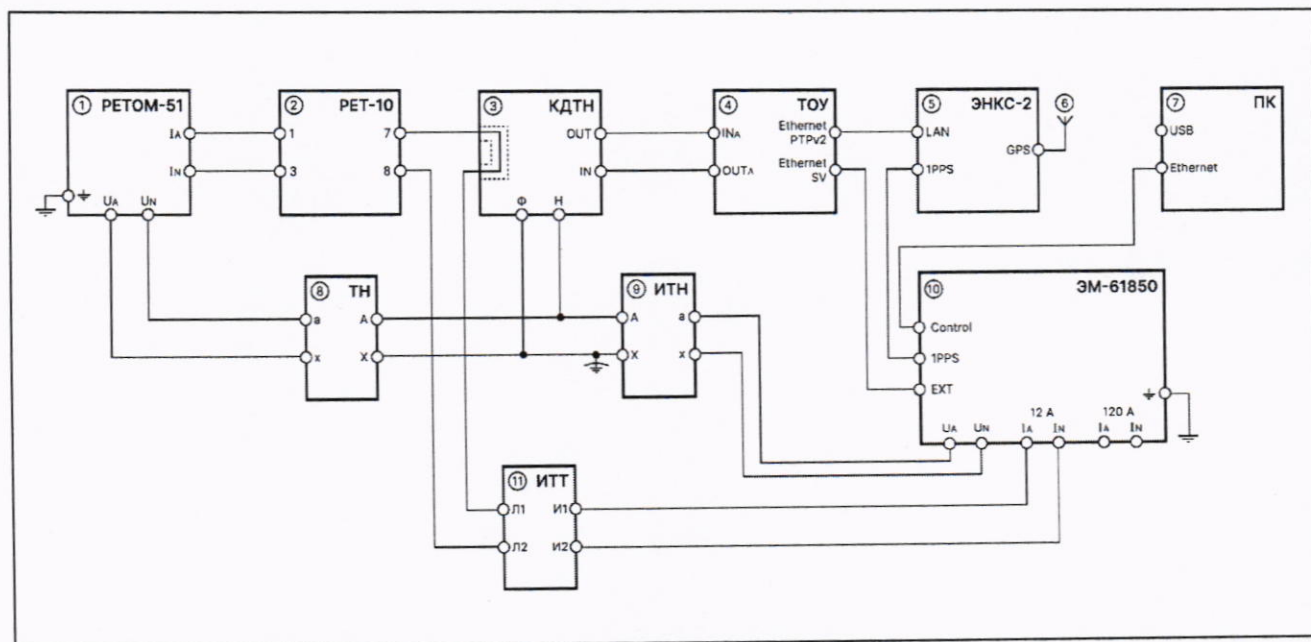 1 РЕТОМ-51
IA
IN
UA UN
2 РЕТ-10
1 7
3 8
3 КДТН
OUT
IN
Ф Н
4 ТОУ
INA Ethernet PTPv2
OUTA Ethernet SV
5 ЭНКС-2
LAN
GPS
1PPS
6
7 ПК
USB
Ethernet
8 ТН
a A
x X
9 ИТН
A a
X x
10 ЭМ-61850
Control
1PPS
EXT
12 A 120 A
UA UN IA IN IA IN
11 ИТТ
Л1 И1
Л2 И2